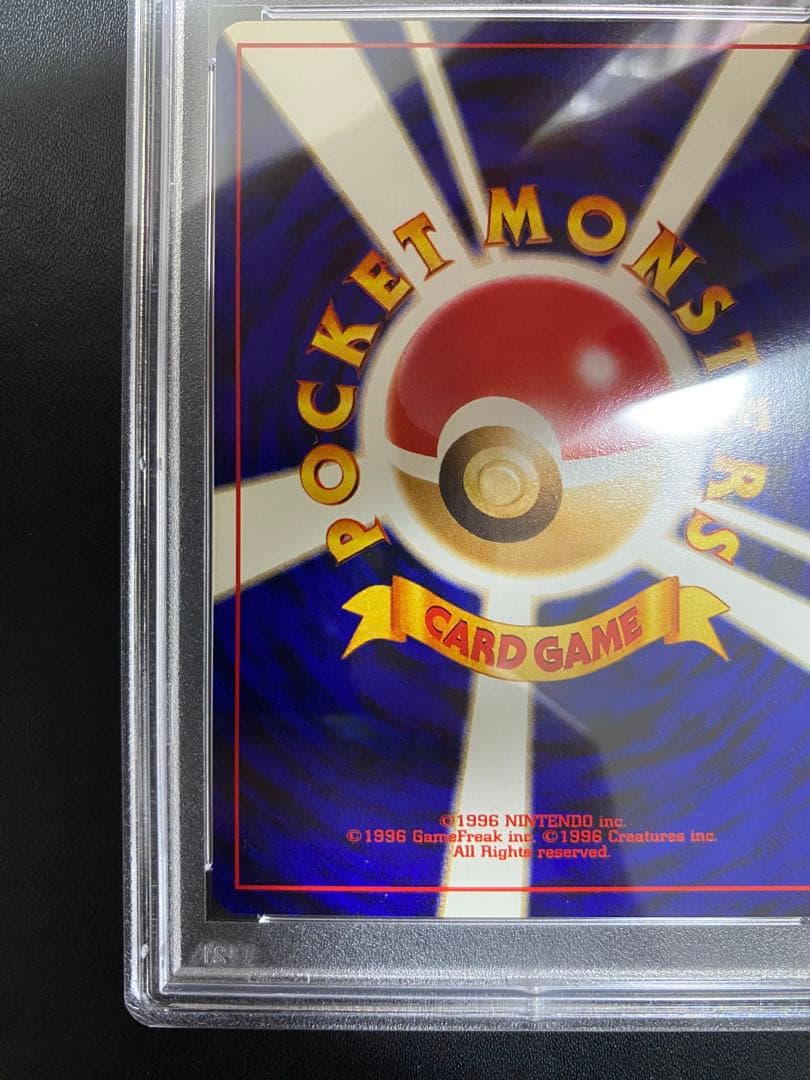 POCKET MONSTERS
CARD GAME
©1996 NINTENDO inc.
©1996 GameFreak inc. ©1996 Creatures inc.
All Rights reserved.